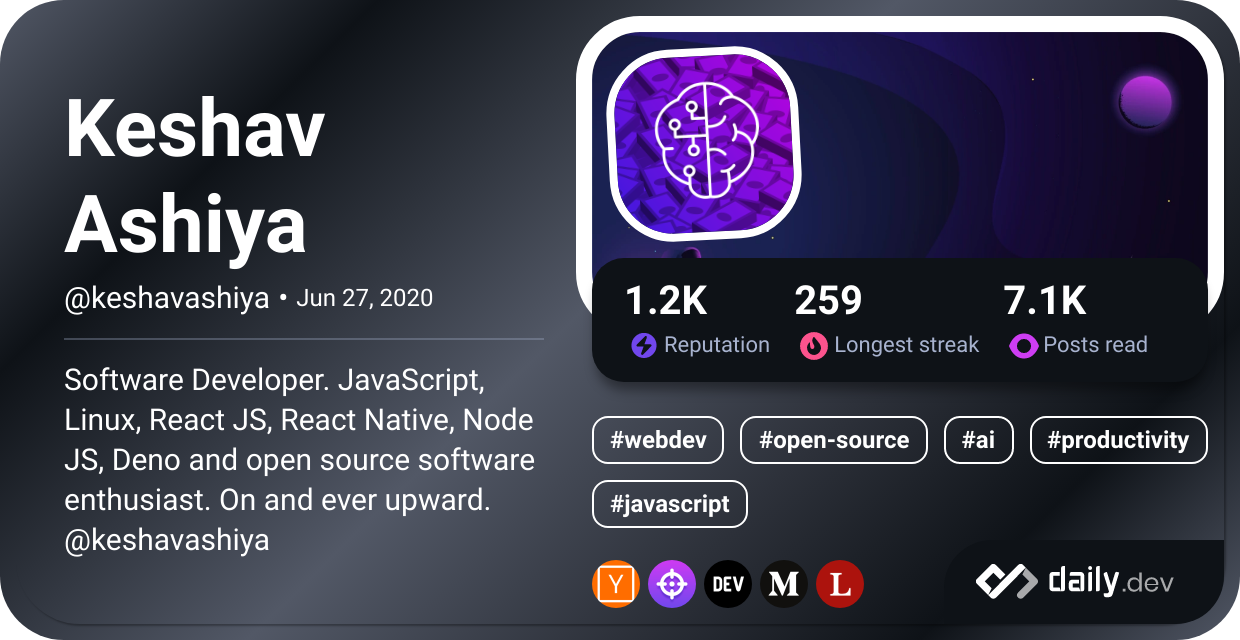 Keshav
Ashiya
@keshavashiya • Jun 27, 2020
Software Developer. JavaScript,
Linux, React JS, React Native, Node
JS, Deno and open source software
enthusiast. On and ever upward.
@keshavashiya
1.2K 259 7.1K
Reputation Longest streak Posts read
#webdev #open-source #ai #productivity
#javascript
Y DEV M L
daily.dev